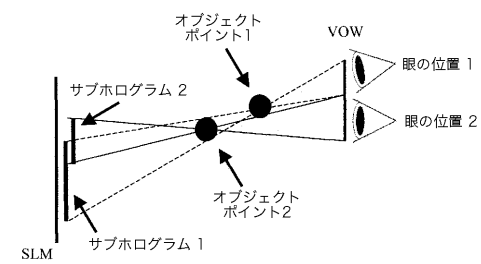 オブジェクト
ポイント1
VOW
眼の位置 1
サブホログラム 2
眼の位置 2
オブジェクト
ポイント2
サブホログラム 1
SLM